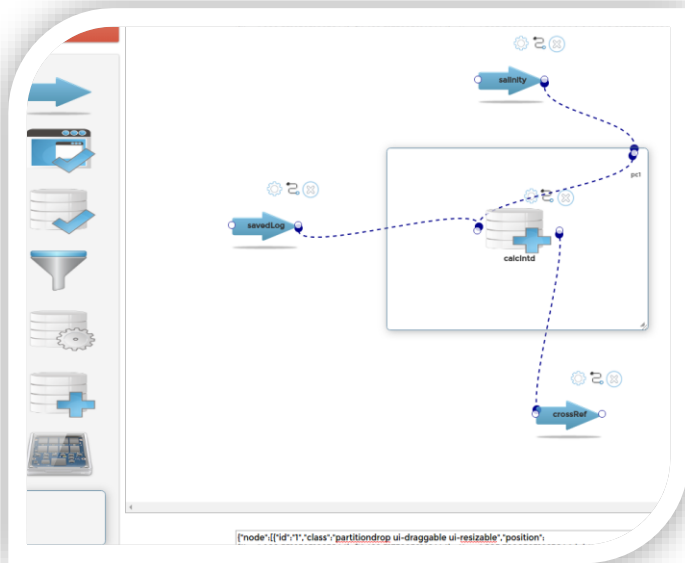 salinity
pc1
savedLog
calcIntd
crossRef
{"node":[{"id":"1","class":"partitiondrop ui-draggable ui-resizable","position":